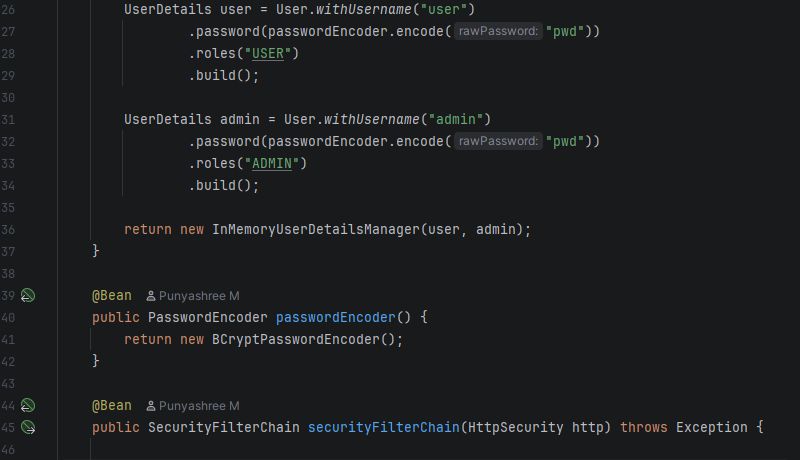 26 UserDetails user = User.withUsername("user")
27 .password(passwordEncoder.encode( rawPassword: "pwd"))
28 .roles("USER")
29 .build();
30
31 UserDetails admin = User.withUsername("admin")
32 .password(passwordEncoder.encode( rawPassword: "pwd"))
33 .roles("ADMIN")
34 .build();
35
36 return new InMemoryUserDetailsManager(user, admin);
37 }
38
39 @Bean Punyashree M
40 public PasswordEncoder passwordEncoder() {
41 return new BCryptPasswordEncoder();
42 }
43
44 @Bean Punyashree M
45 public SecurityFilterChain securityFilterChain(HttpSecurity http) throws Exception {
46